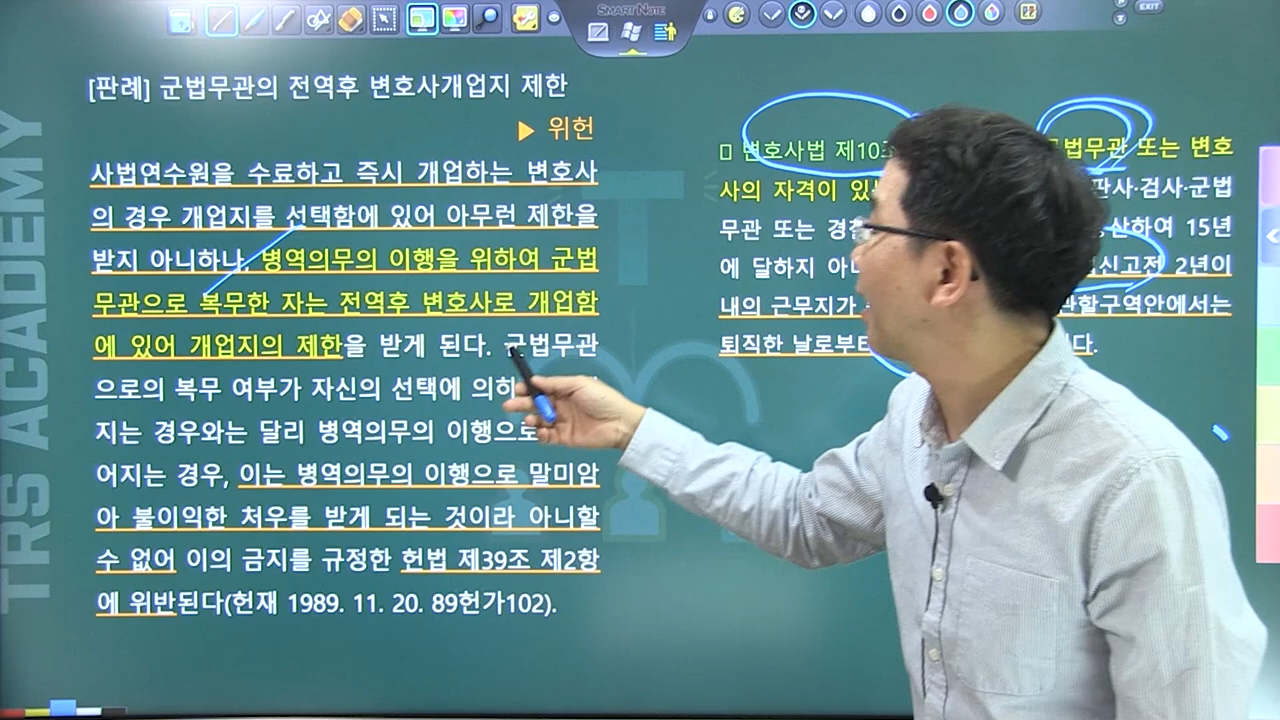 SMART NOTE
EXIT
TRS ACADEMY
[판례] 군법무관의 전역후 변호사개업지 제한
▶ 위헌
사법연수원을 수료하고 즉시 개업하는 변호사
의 경우 개업지를 선택함에 있어 아무런 제한을
받지 아니하나, 병역의무의 이행을 위하여 군법
무관으로 복무한 자는 전역후 변호사로 개업함
에 있어 개업지의 제한을 받게 된다. 군법무관
으로의 복무 여부가 자신의 선택에 의하
지는 경우와는 달리 병역의무의 이행으로
어지는 경우, 이는 병역의무의 이행으로 말미암
아 불이익한 처우를 받게 되는 것이라 아니할
수 없어 이의 금지를 규정한 헌법 제39조 제2항
에 위반된다(헌재 1989. 11. 20. 89헌가102).
변호사법 제10조 법무관 또는 변호
사의 자격이 있는 판사·검사·군법
무관 또는 경찰 산하여 15년
에 달하지 아니 신고전 2년이
내의 근무지가 관할구역안에서는
퇴직한 날로부터 다.